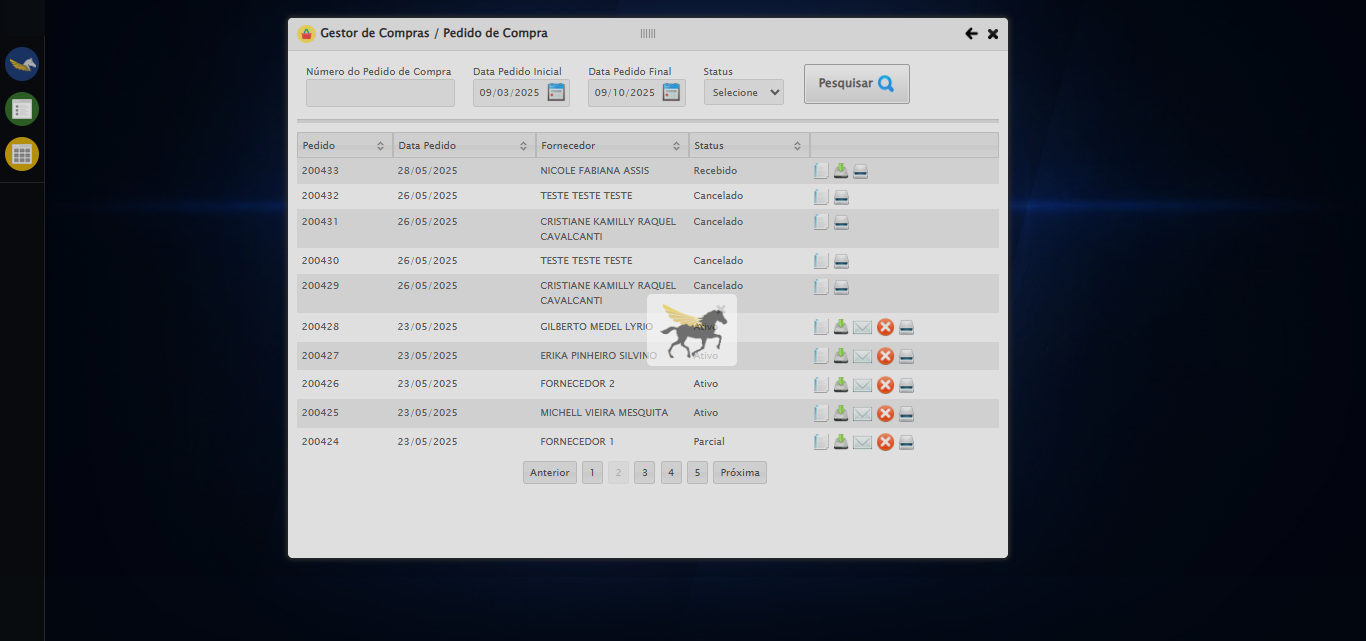 Gestor de Compras / Pedido de Compra
Número do Pedido de Compra Data Pedido Inicial Data Pedido Final Status
09/03/2025 09/10/2025 Selecione Pesquisar
Pedido Data Pedido Fornecedor Status
200433 28/05/2025 NICOLE FABIANA ASSIS Recebido
200432 26/05/2025 TESTE TESTE TESTE Cancelado
200431 26/05/2025 CRISTIANE KAMILLY RAQUEL CAVALCANTI Cancelado
200430 26/05/2025 TESTE TESTE TESTE Cancelado
200429 26/05/2025 CRISTIANE KAMILLY RAQUEL CAVALCANTI Cancelado
200428 23/05/2025 GILBERTO MEDEL LYRIO Ativo
200427 23/05/2025 ERIKA PINHEIRO SILVINO Ativo
200426 23/05/2025 FORNECEDOR 2 Ativo
200425 23/05/2025 MICHELL VIEIRA MESQUITA Ativo
200424 23/05/2025 FORNECEDOR 1 Parcial
Anterior 1 2 3 4 5 Próxima